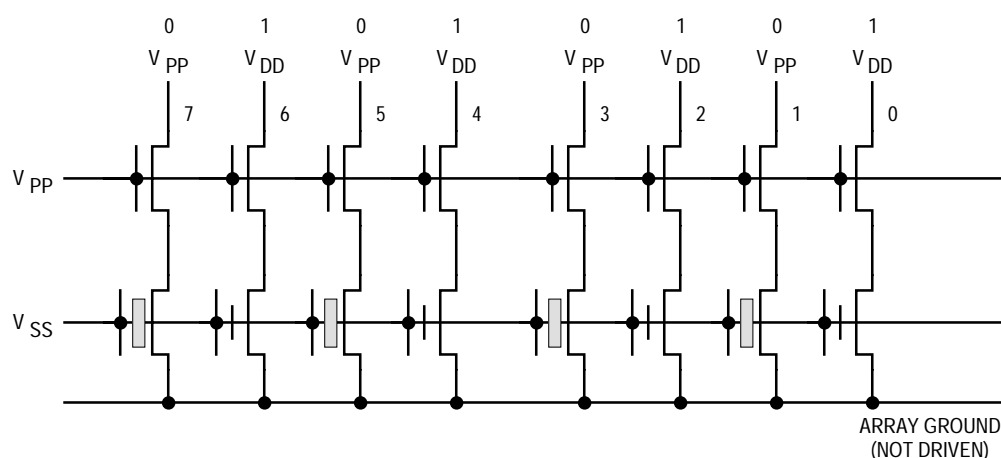 0 1 0 1 0 1 0 1
V PP V DD V PP V DD V PP V DD V PP V DD
7 6 5 4 3 2 1 0
V PP
V SS
ARRAY GROUND
(NOT DRIVEN)